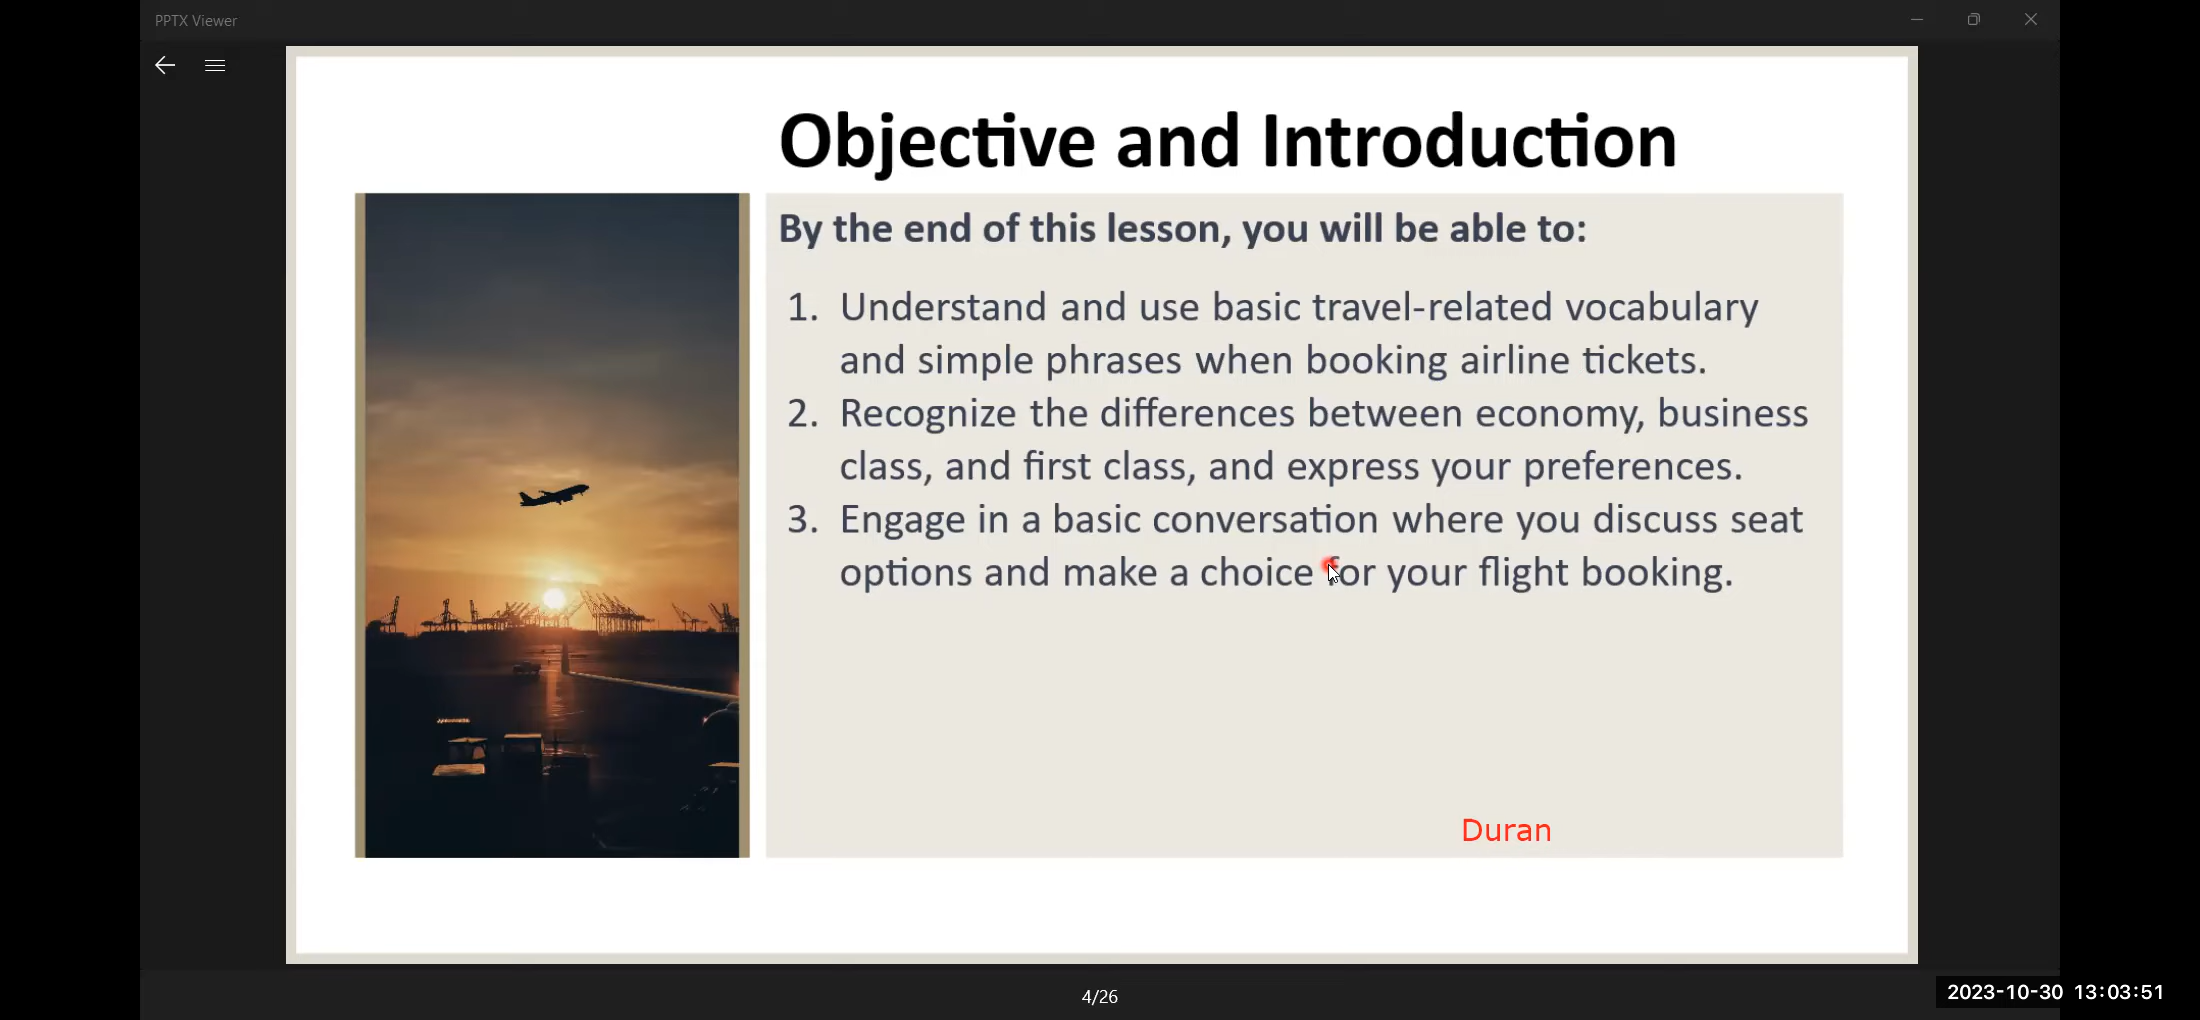 PPTX Viewer
Objective and Introduction
By the end of this lesson, you will be able to:
1. Understand and use basic travel-related vocabulary
and simple phrases when booking airline tickets.
2. Recognize the differences between economy, business
class, and first class, and express your preferences.
3. Engage in a basic conversation where you discuss seat
options and make a choice for your flight booking.
Duran
4/26
2023-10-30 13:03:51